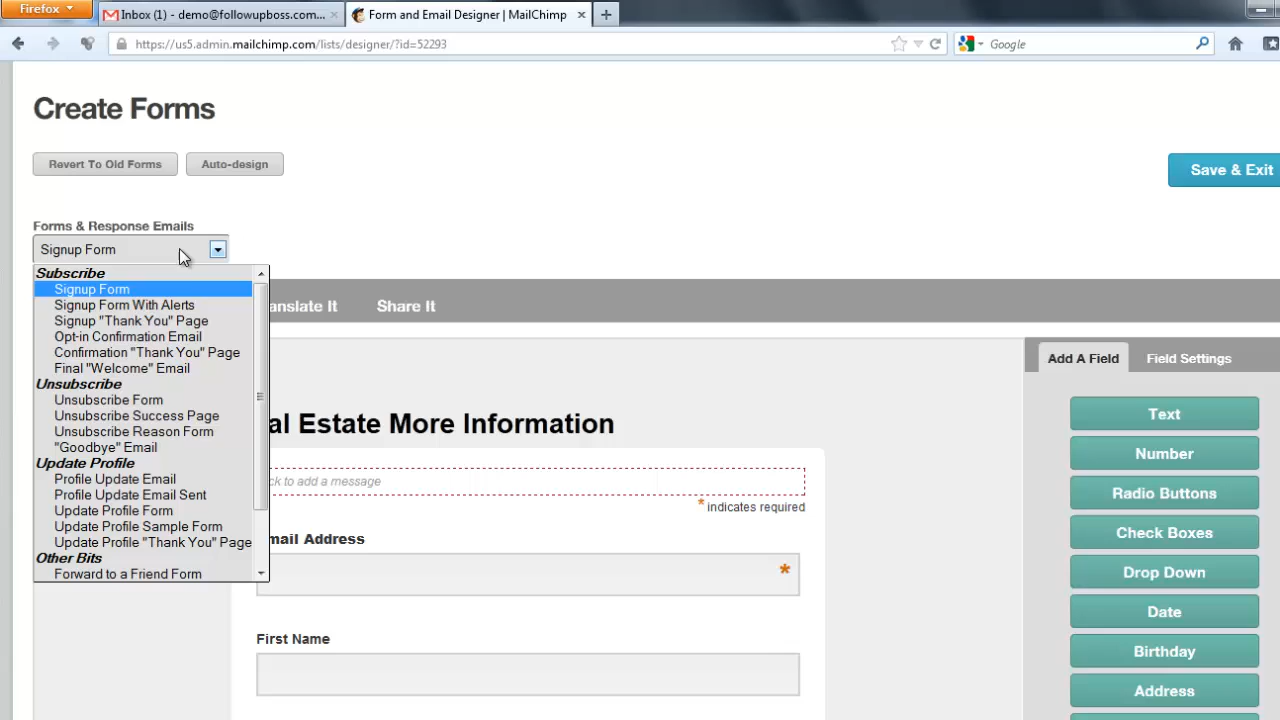 Firefox
Inbox (1) - demo@followupboss.com...
Form and Email Designer | MailChimp
https://us5.admin.mailchimp.com/lists/designer/?id=52293
Google
Create Forms
Revert To Old Forms
Auto-design
Save & Exit
Forms & Response Emails
Signup Form
Subscribe
Signup Form
Signup Form With Alerts
Signup "Thank You" Page
Opt-in Confirmation Email
Confirmation "Thank You" Page
Final "Welcome" Email
Unsubscribe
Unsubscribe Form
Unsubscribe Success Page
Unsubscribe Reason Form
"Goodbye" Email
Update Profile
Profile Update Email
Profile Update Email Sent
Update Profile Form
Update Profile Sample Form
Update Profile "Thank You" Page
Other Bits
Forward to a Friend Form
anslate It
Share It
al Estate More Information
ck to add a message
* indicates required
mail Address
*
First Name
Add A Field
Field Settings
Text
Number
Radio Buttons
Check Boxes
Drop Down
Date
Birthday
Address